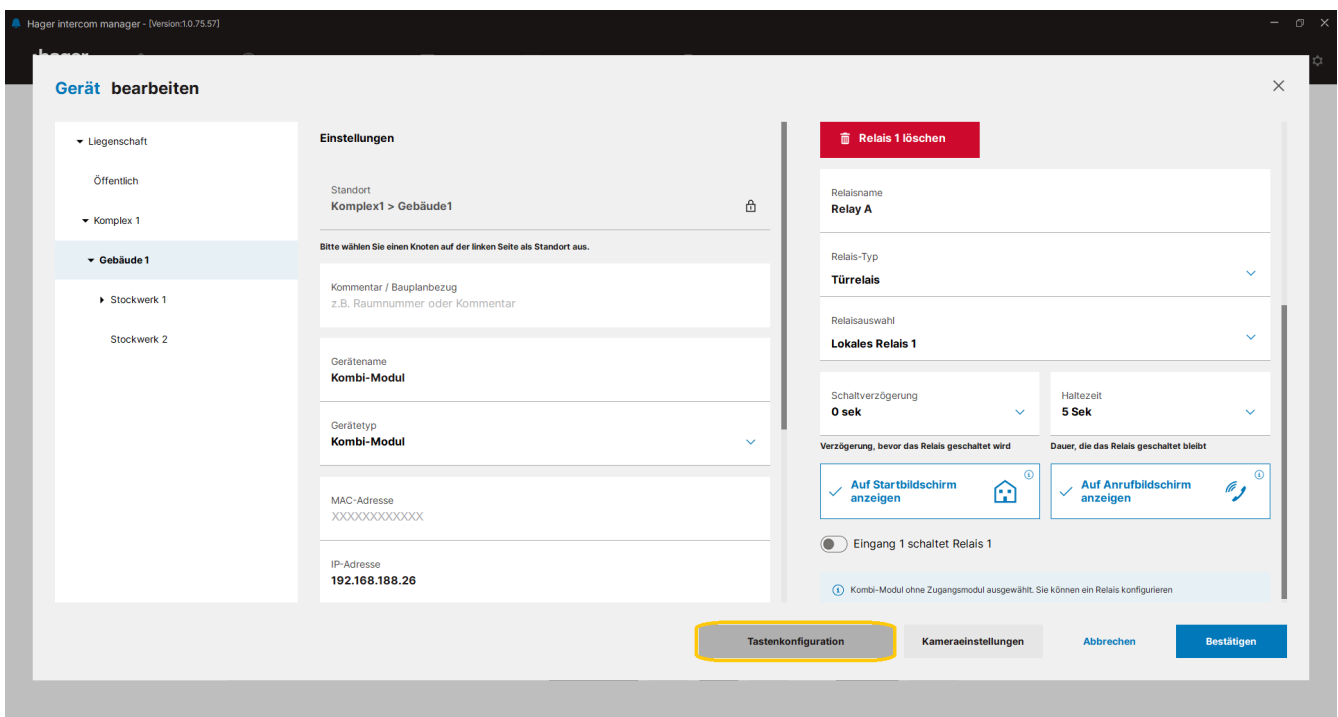 Hager intercom manager - [Version:1.0.75.57]
Gerät bearbeiten
Liegenschaft
Öffentlich
Komplex 1
Gebäude 1
Stockwerk 1
Stockwerk 2
Einstellungen
Standort
Komplex1 > Gebäude1
Bitte wählen Sie einen Knoten auf der linken Seite als Standort aus.
Kommentar / Bauplanbezug
z.B. Raumnummer oder Kommentar
Gerätename
Kombi-Modul
Gerätetyp
Kombi-Modul
MAC-Adresse
XXXXXXXXXXXX
IP-Adresse
192.168.188.26
Relais 1 löschen
Relaisname
Relay A
Relais-Typ
Türrelais
Relaisauswahl
Lokales Relais 1
Schaltverzögerung
0 sek
Haltezeit
5 Sek
Verzögerung, bevor das Relais geschaltet wird
Dauer, die das Relais geschaltet bleibt
Auf Startbildschirm
anzeigen
Auf Anrufbildschirm
anzeigen
Eingang 1 schaltet Relais 1
Kombi-Modul ohne Zugangsmodul ausgewählt. Sie können ein Relais konfigurieren
Tastenkonfiguration
Kameraeinstellungen
Abbrechen
Bestätigen